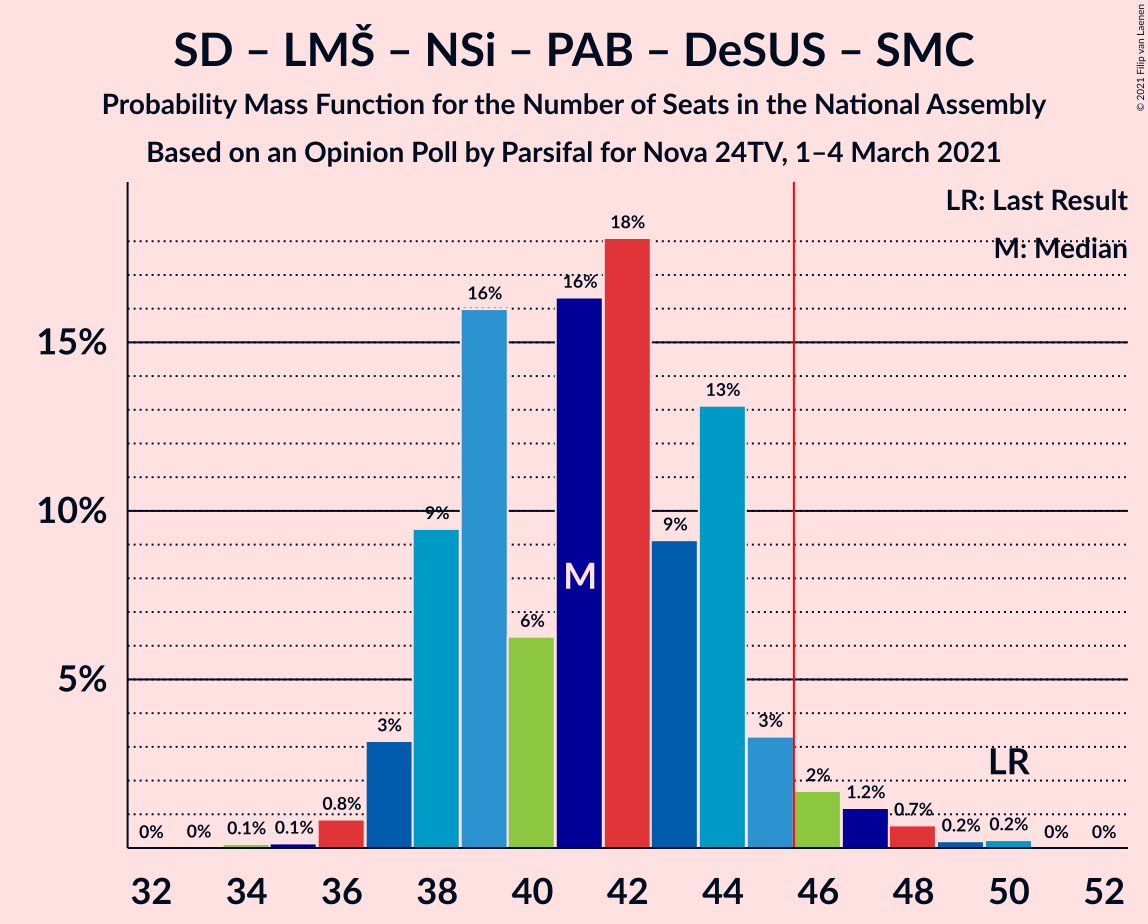 SD – LMŠ – NSi – PAB – DeSUS – SMC
Probability Mass Function for the Number of Seats in the National Assembly
Based on an Opinion Poll by Parsifal for Nova 24TV, 1–4 March 2021
© 2021 Filip van Laenen
LR: Last Result
M: Median
15%
10%
5%
0%
0%
0.1%
0.1%
0.8%
3%
9%
16%
6%
16%
18%
9%
13%
3%
2%
1.2%
0.7%
0.2%
0.2%
0%
0%
M
LR
32 34 36 38 40 42 44 46 48 50 52